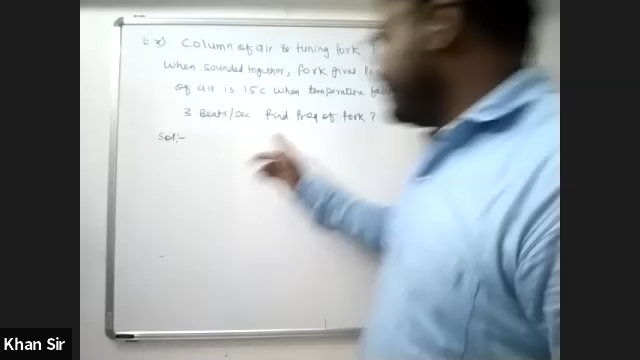 Ex) Column of air & tuning fork
When sounded together, fork gives
of air is 15c when temperature
3 Beats/sec find freq of fork?
Sol:-
Khan Sir